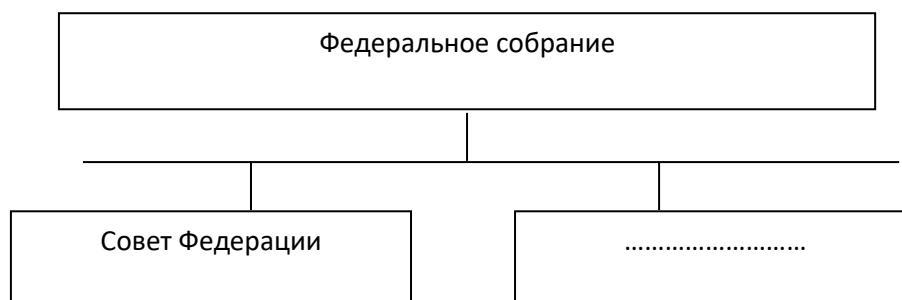 Федеральное собрание
Совет Федерации
...........................